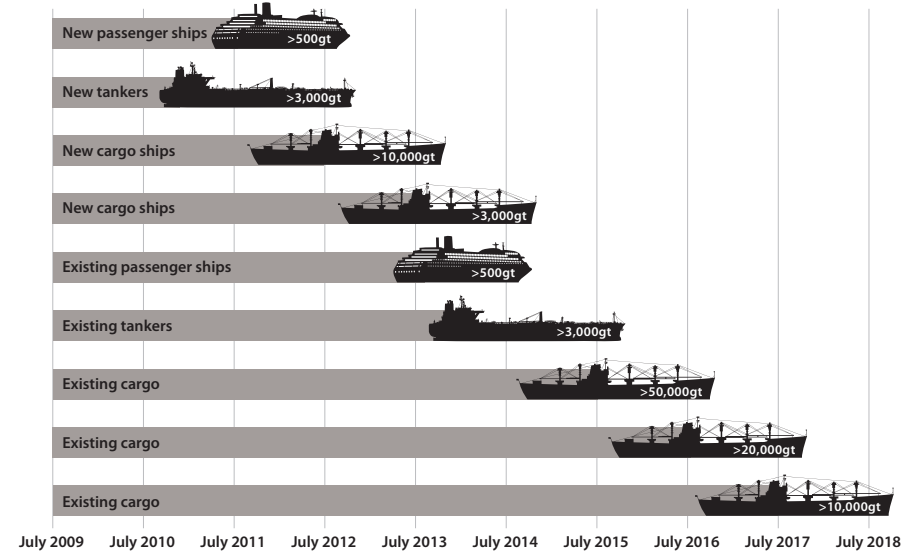 New passenger ships >500gt
New tankers >3,000gt
New cargo ships >10,000gt
New cargo ships >3,000gt
Existing passenger ships >500gt
Existing tankers >3,000gt
Existing cargo >50,000gt
Existing cargo >20,000gt
Existing cargo >10,000gt
July 2009 July 2010 July 2011 July 2012 July 2013 July 2014 July 2015 July 2016 July 2017 July 2018